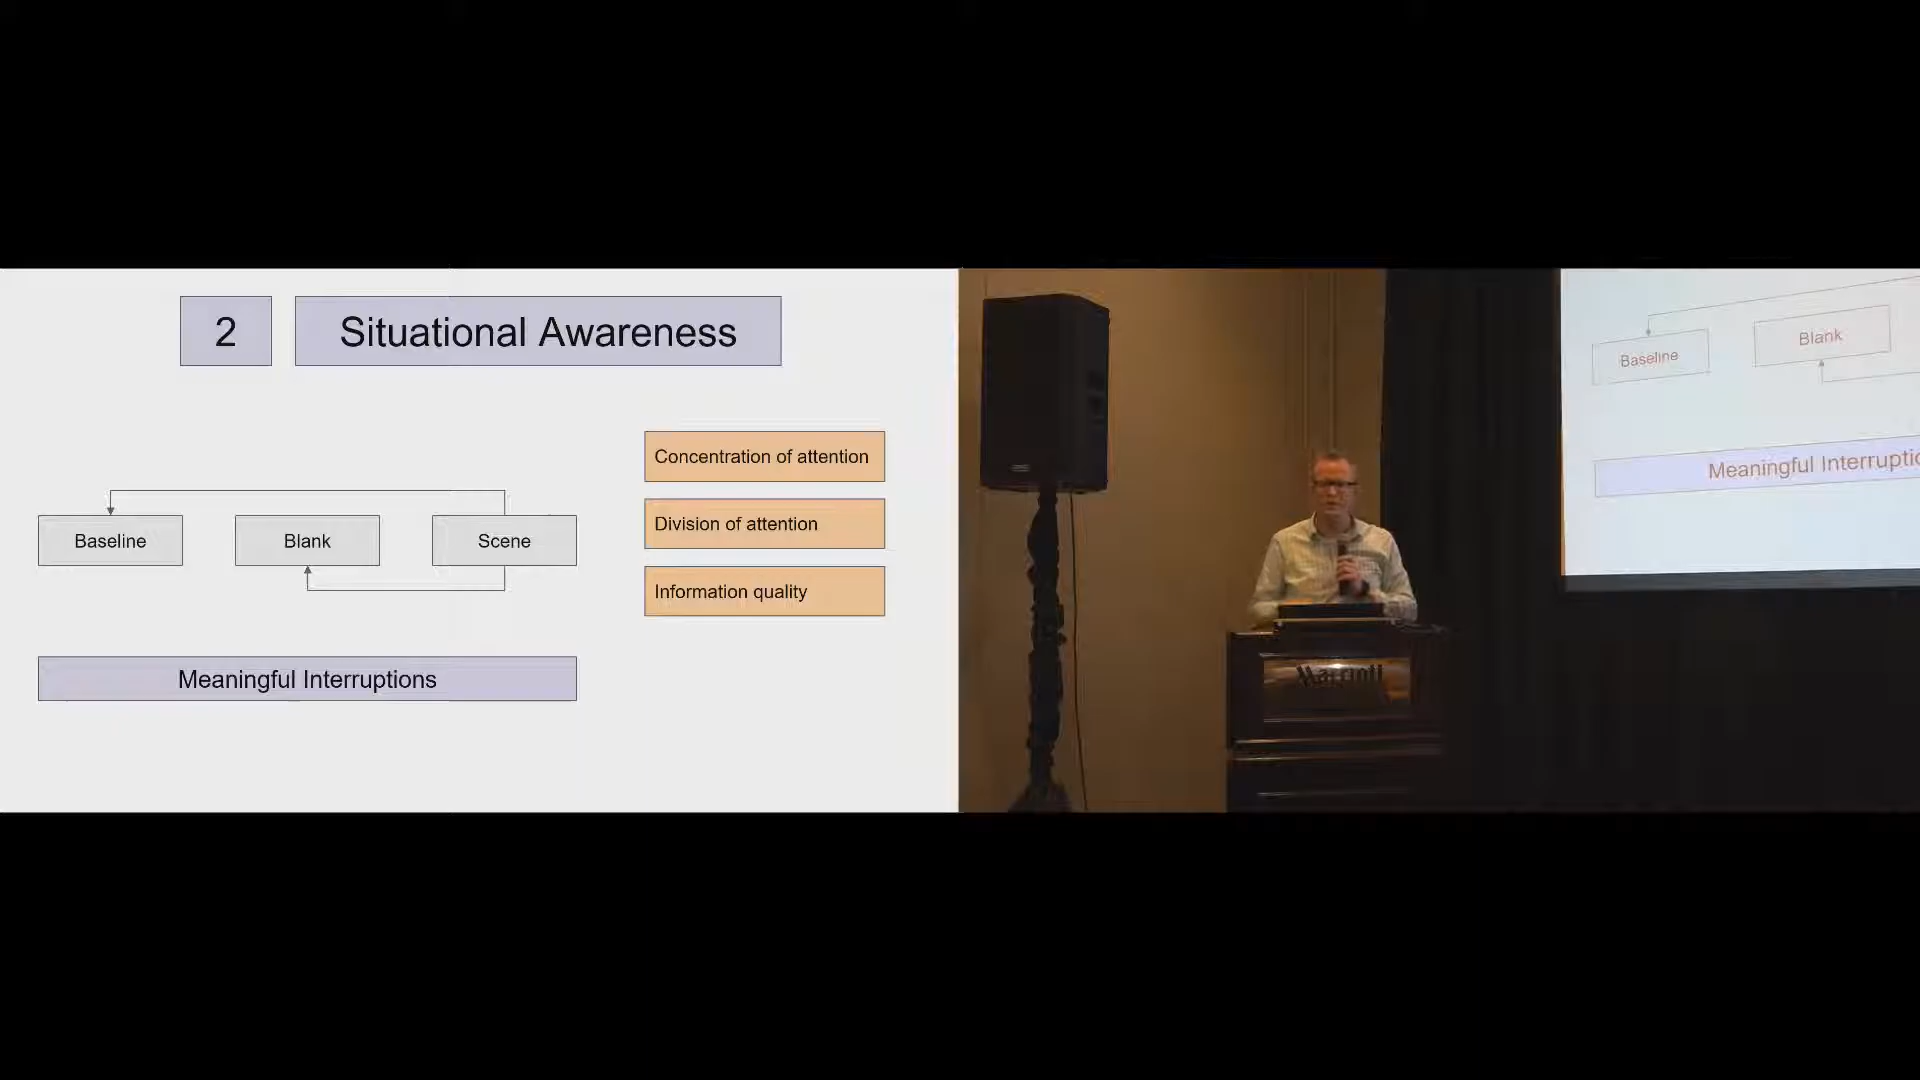 2
Situational Awareness
Concentration of attention
Division of attention
Information quality
Baseline
Blank
Scene
Meaningful Interruptions
Baseline
Blank
Meaningful Interruptio
Marriott